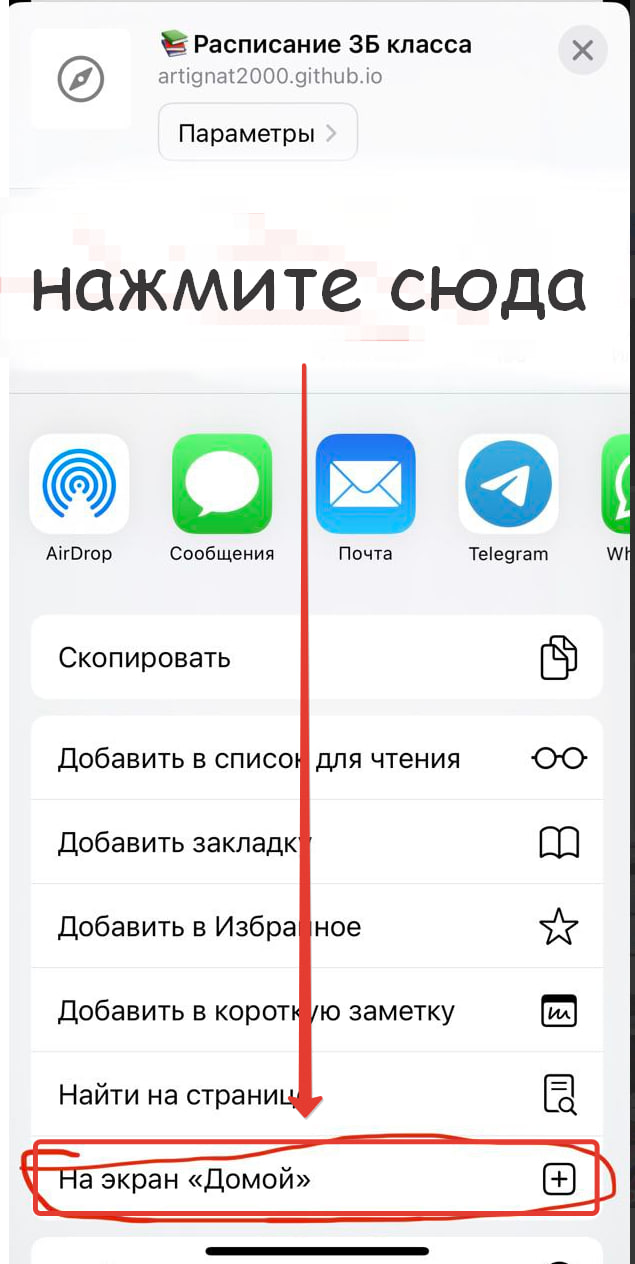 📚Расписание 3Б класса
artignat2000.github.io
Параметры
нажмите сюда
AirDrop
Сообщения
Почта
Telegram
Скопировать
Добавить в список для чтения
Добавить закладку
Добавить в Избранное
Добавить в короткую заметку
Найти на странице
На экран «Домой»